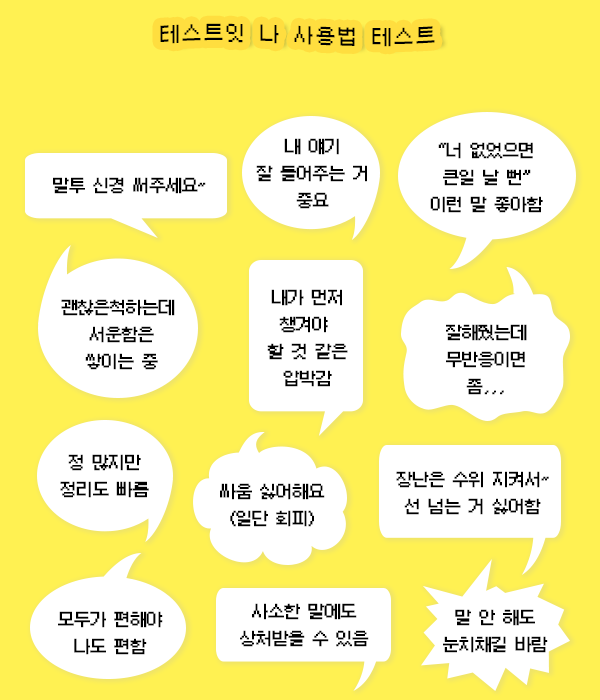 테스트잇 나 사용법 테스트
말투 신경 써주세요~
내 얘기
잘 들어주는 거
중요
“너 없었으면
큰일 날 뻔”
이런 말 좋아함
괜찮은척하는데
서운함은
쌓이는 중
내가 먼저
챙겨야
할 것 같은
압박감
잘해줬는데
무반응이면
좀,,,
정 많지만
정리도 빠름
싸움 싫어해요
(일단 회피)
장난은 수위 지켜서~
선 넘는 거 싫어함
모두가 편해야
나도 편함
사소한 말에도
상처받을 수 있음
말 안 해도
눈치채길 바람